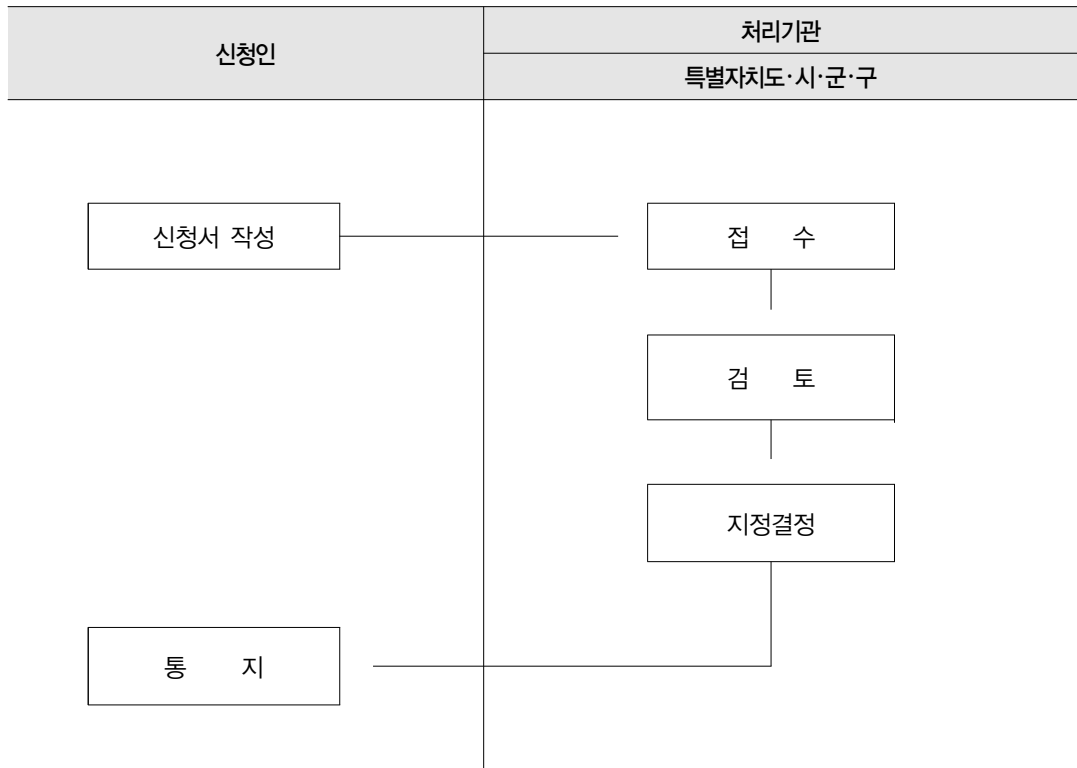 신청인
처리기관
특별자치도·시·군·구
신청서 작성
접 수
검 토
지정결정
통 지